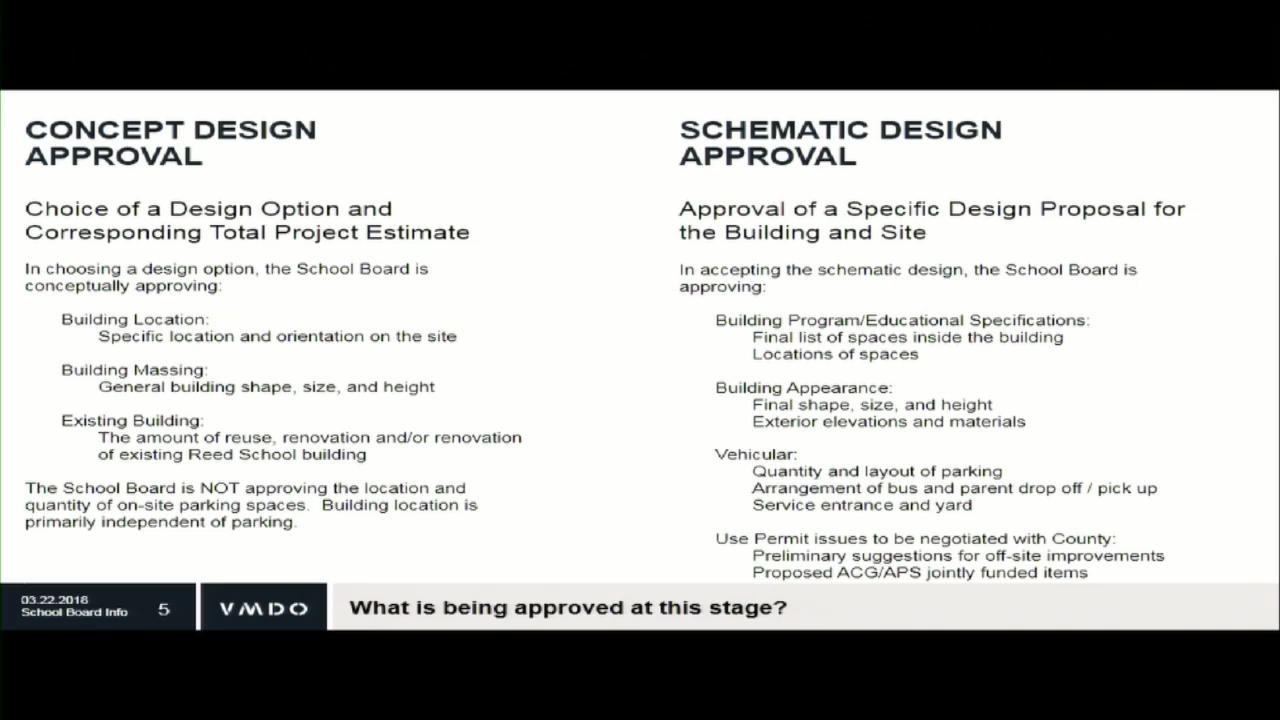 CONCEPT DESIGN
APPROVAL
Choice of a Design Option and
Corresponding Total Project Estimate
In choosing a design option, the School Board is
conceptually approving:
Building Location:
Specific location and orientation on the site
Building Massing:
General building shape, size, and height
Existing Building:
The amount of reuse, renovation and/or renovation
of existing Reed School building
The School Board is NOT approving the location and
quantity of on-site parking spaces. Building location is
primarily independent of parking.
SCHEMATIC DESIGN
APPROVAL
Approval of a Specific Design Proposal for
the Building and Site
In accepting the schematic design, the School Board is
approving:
Building Program/Educational Specifications:
Final list of spaces inside the building
Locations of spaces
Building Appearance:
Final shape, size, and height
Exterior elevations and materials
Vehicular:
Quantity and layout of parking
Arrangement of bus and parent drop off / pick up
Service entrance and yard
Use Permit issues to be negotiated with County:
Preliminary suggestions for off-site improvements
Proposed ACG/APS jointly funded items
03.22.2018
School Board Info
5
VMDO
What is being approved at this stage?